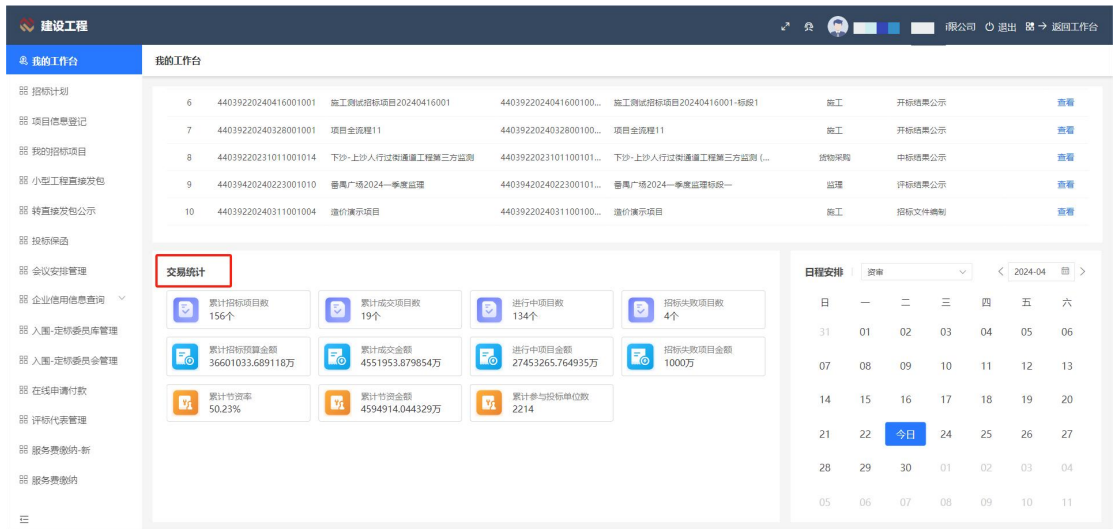 建设工程
限公司 退出 返回工作台
我的工作台
招标计划
项目信息登记
我的招标项目
小型工程直接发包
转直接发包公示
投标保函
会议安排管理
企业信用信息查询
入围-定标委员库管理
入围-定标委员会管理
在线申请付款
评标代表管理
服务费缴纳-新
服务费缴纳
我的工作台
6 44039220240416001001 施工测试招标项目20240416001 4403922024041600100... 施工测试招标项目20240416001-标段1 施工 开标结果公示 查看
7 44039220240328001001 项目全流程11 4403922024032800100... 项目全流程11 施工 开标结果公示 查看
8 44039220231011001014 下沙-上沙人行过街通道工程第三方监测 4403922023101100101... 下沙-上沙人行过街通道工程第三方监测 (... 货物采购 中标结果公示 查看
9 44039420240223001010 番禺广场2024一季度监理 4403942024022300101... 番禺广场2024一季度监理标段一 监理 评标结果公示 查看
10 44039220240311001004 造价演示项目 4403922024031100100... 造价演示项目 施工 招标文件编制 查看
交易统计
累计招标项目数 累计成交项目数 进行中项目数 招标失败项目数
156个 19个 134个 4个
累计招标预算金额 累计成交金额 进行中项目金额 招标失败项目金额
36601033.689118万 4551953.879854万 27453265.764935万 1000万
累计节资率 累计节资金额 累计参与投标单位数
50.23% 4594914.044329万 2214
日程安排 资审 2024-04
日 一 二 三 四 五 六
31 01 02 03 04 05 06
07 08 09 10 11 12 13
14 15 16 17 18 19 20
21 22 今日 24 25 26 27
28 29 30 01 02 03 04
05 06 07 08 09 10 11